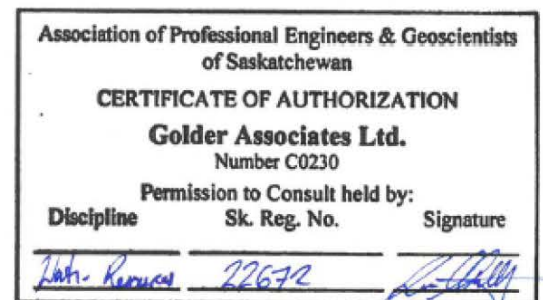 Association of Professional Engineers & Geoscientists
of Saskatchewan
CERTIFICATE OF AUTHORIZATION
Golder Associates Ltd.
Number C0230
Permission to Consult held by:
Discipline Sk. Reg. No. Signature
22672